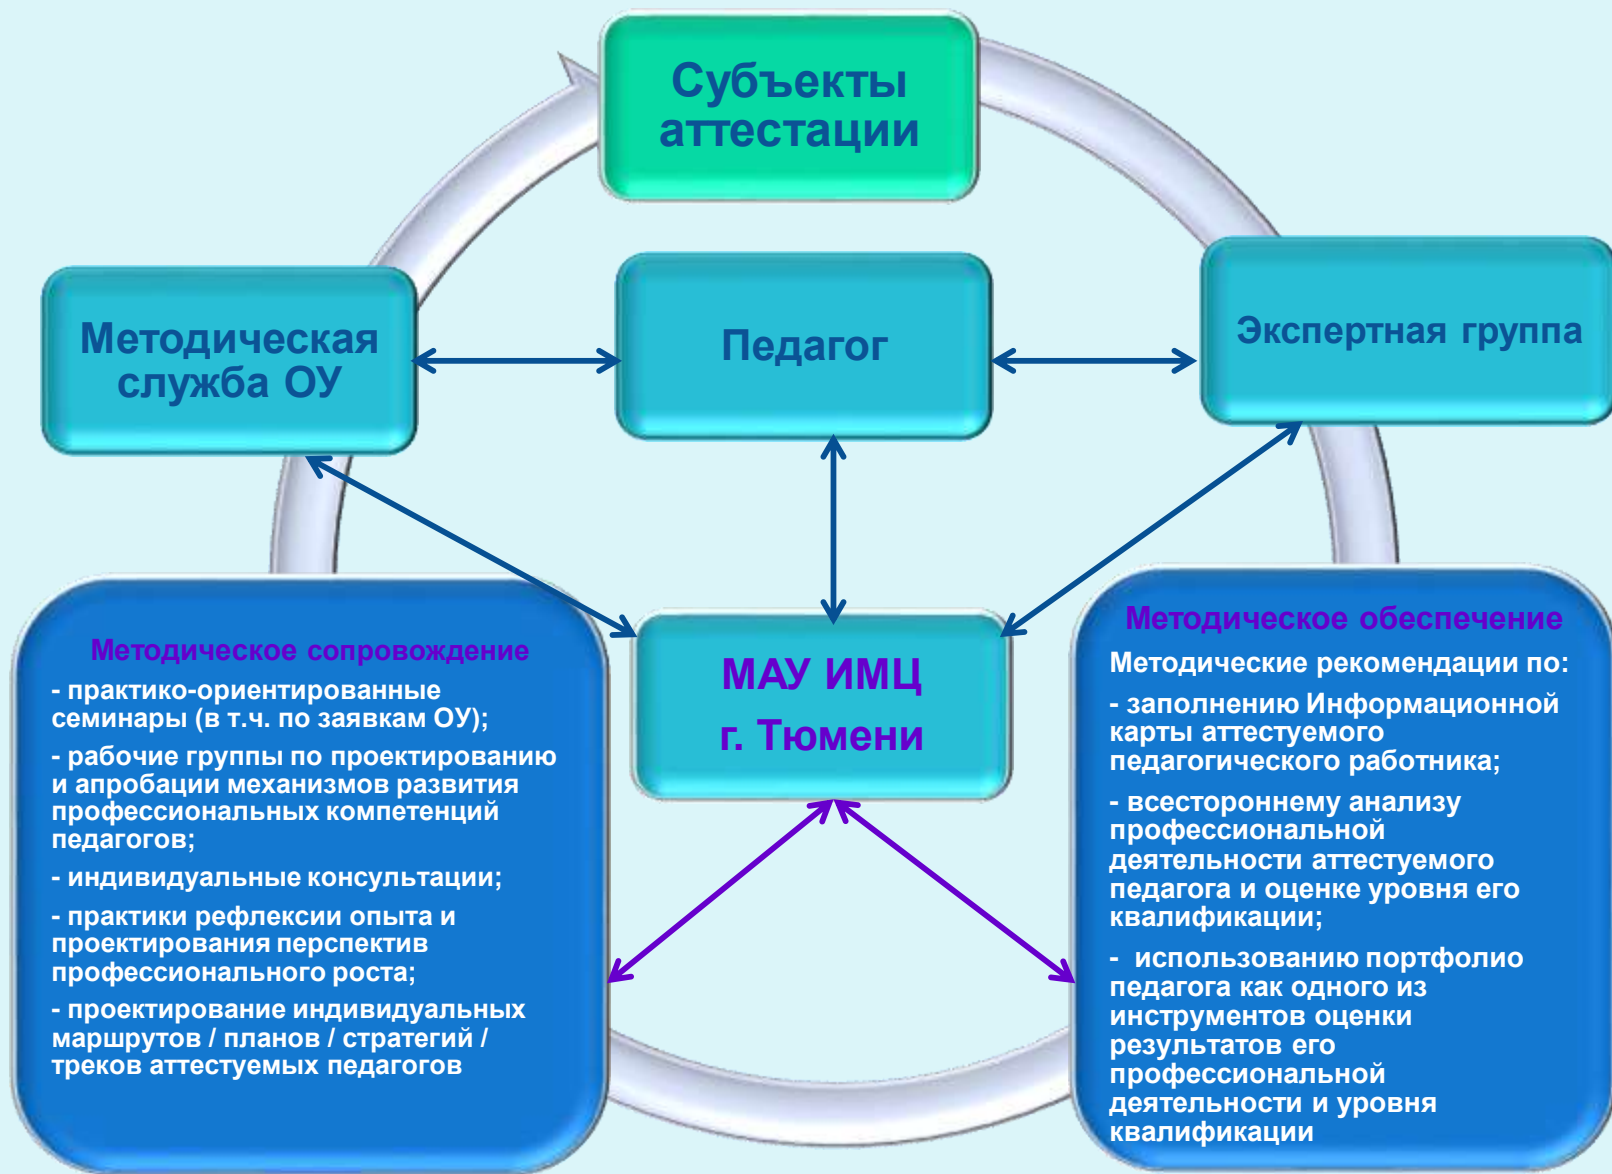 Субъекты
аттестации
Методическая
служба ОУ
Педагог
Экспертная группа
МАУ ИМЦ
г. Тюмени
Методическое сопровождение
- практико-ориентированные
семинары (в т.ч. по заявкам ОУ);
- рабочие группы по проектированию
и апробации механизмов развития
профессиональных компетенций
педагогов;
- индивидуальные консультации;
- практики рефлексии опыта и
проектирования перспектив
профессионального роста;
- проектирование индивидуальных
маршрутов / планов / стратегий /
треков аттестуемых педагогов
Методическое обеспечение
Методические рекомендации по:
- заполнению Информационной
карты аттестуемого
педагогического работника;
- всестороннему анализу
профессиональной
деятельности аттестуемого
педагога и оценке уровня его
квалификации;
- использованию портфолио
педагога как одного из
инструментов оценки
результатов его
профессиональной
деятельности и уровня
квалификации